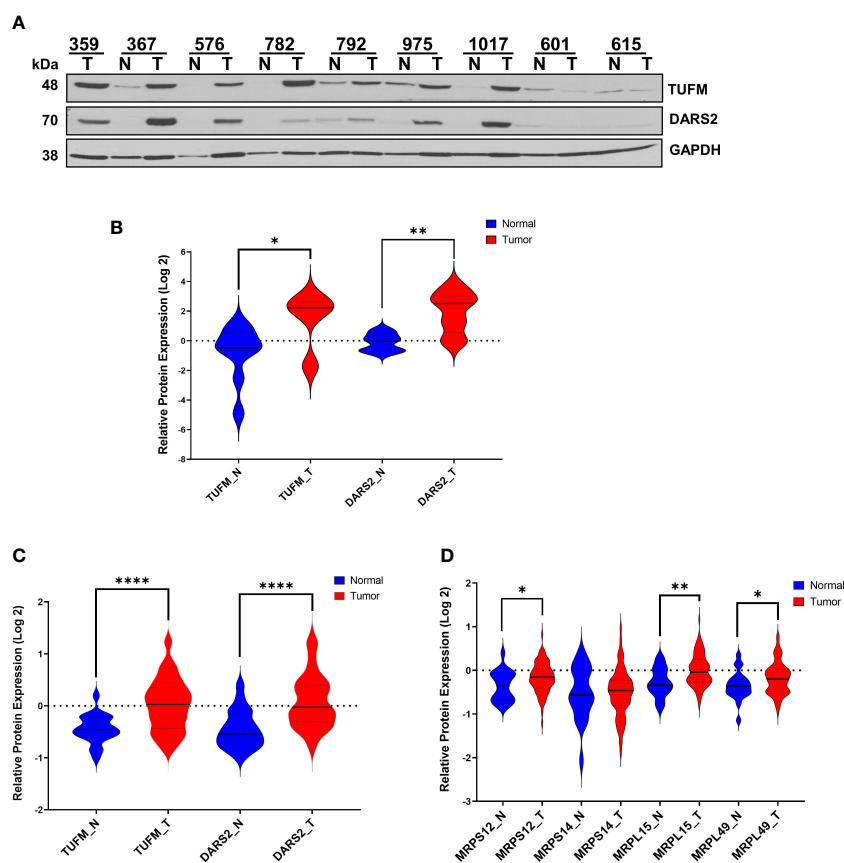 A
359 367 576 782 792 975 1017 601 615
kDa T N T N T N T N T N T N T N T N T
48 TUFM
70 DARS2
38 GAPDH
B
Normal
Tumor
* **
Relative Protein Expression (Log 2)
6
4
2
0
-2
-4
-6
-8
TUFM_N TUFM_T DARS2_N DARS2_T
C
Normal
Tumor
**** ****
Relative Protein Expression (Log 2)
2
1
0
-1
-2
TUFM_N TUFM_T DARS2_N DARS2_T
D
Normal
Tumor
* ** *
Relative Protein Expression (Log 2)
2
1
0
-1
-2
-3
MRPS12_N MRPS12_T MRPS14_N MRPS14_T MRPL15_N MRPL15_T MRPL49_N MRPL49_T